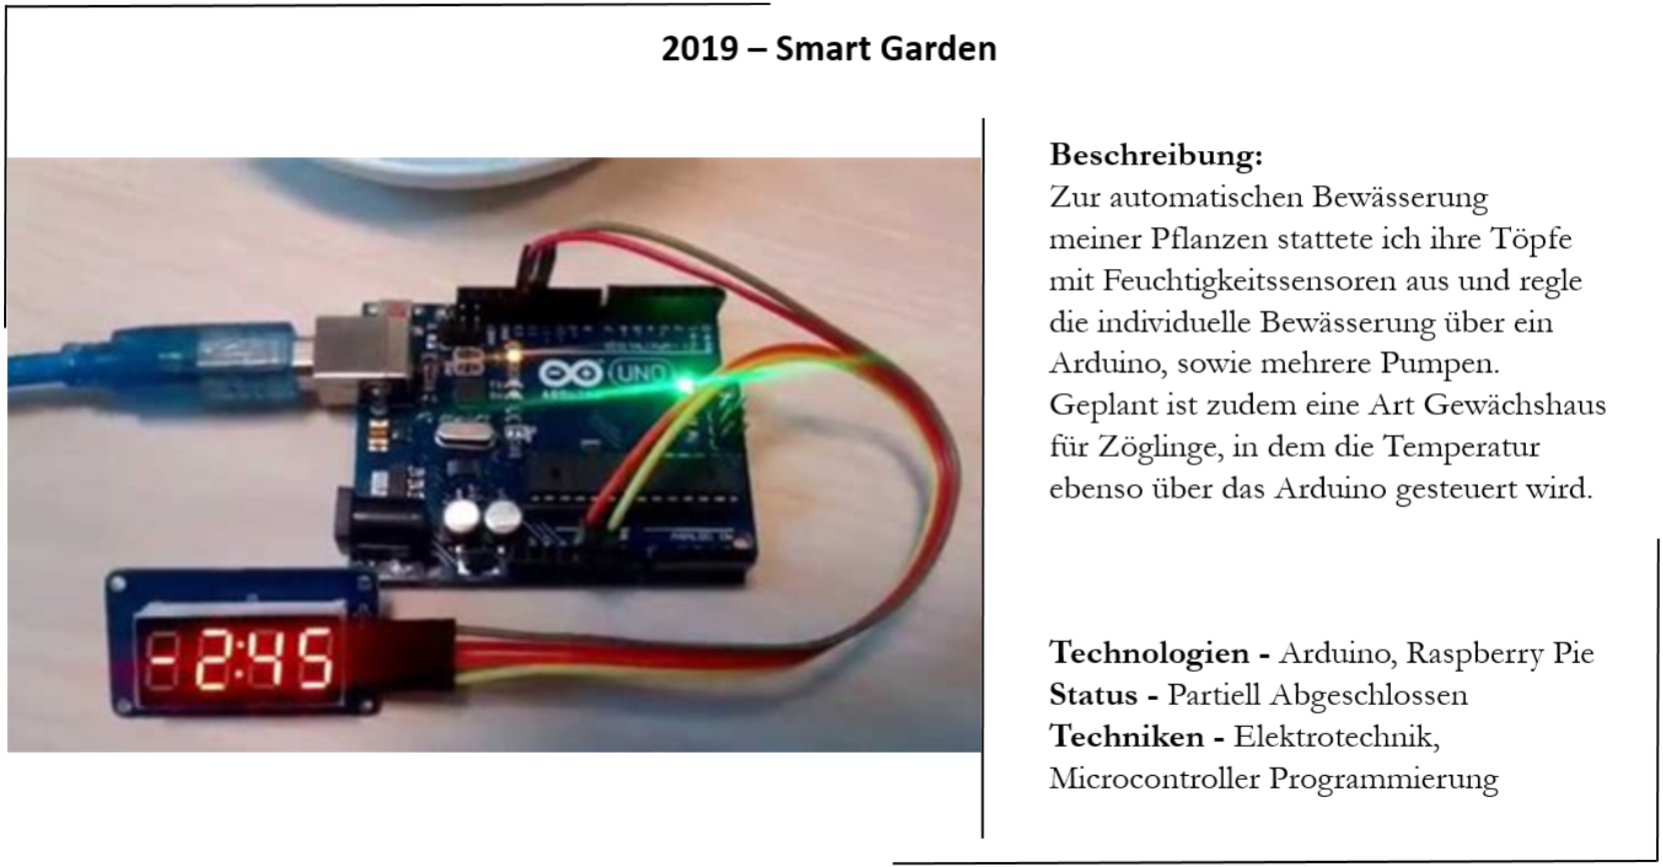 2019 – Smart Garden
Beschreibung:
Zur automatischen Bewässerung
meiner Pflanzen stattete ich ihre Töpfe
mit Feuchtigkeitssensoren aus und regle
die individuelle Bewässerung über ein
Arduino, sowie mehrere Pumpen.
Geplant ist zudem eine Art Gewächshaus
für Zöglinge, in dem die Temperatur
ebenso über das Arduino gesteuert wird.
Technologien - Arduino, Raspberry Pie
Status - Partiell Abgeschlossen
Techniken - Elektrotechnik,
Microcontroller Programmierung
UNO
ANALOG IN
-2:45